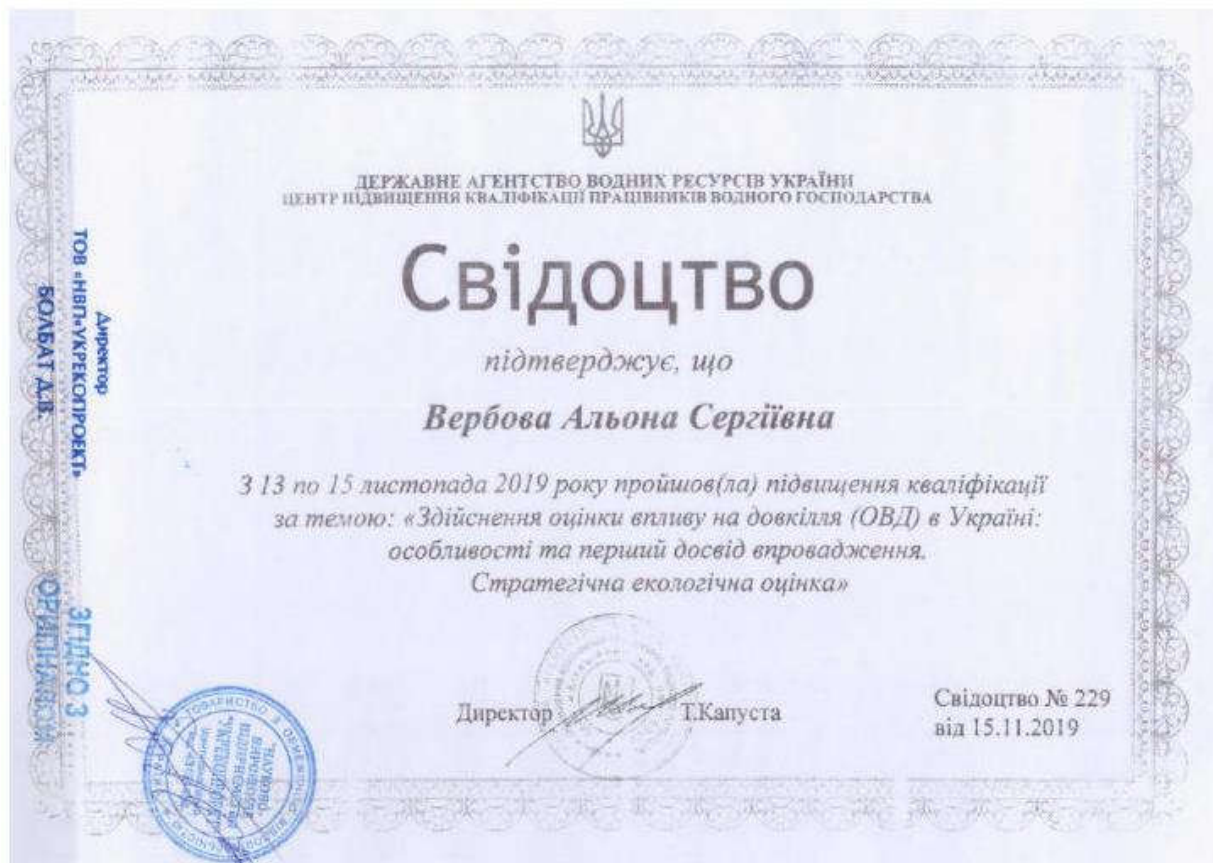 ДЕРЖАВНЕ АГЕНТСТВО ВОДНИХ РЕСУРСІВ УКРАЇНИ
ЦЕНТР ПІДВИЩЕННЯ КВАЛІФІКАЦІЇ ПРАЦІВНИКІВ ВОДНОГО ГОСПОДАРСТВА
Свідоцтво
підтверджує, що
Вербова Альона Сергіївна
З 13 по 15 листопада 2019 року пройшов(ла) підвищення кваліфікації
за темою: «Здійснення оцінки впливу на довкілля (ОВД) в Україні:
особливості та перший досвід впровадження.
Стратегічна екологічна оцінка»
Директор Т.Капуста
Свідоцтво № 229
від 15.11.2019
Директор
ТОВ «НВП»УКРЕКОПРОЕКТ»
БОЛБАТ Д.В.
ЗГІДНО З
ОРИГІНАЛОМ